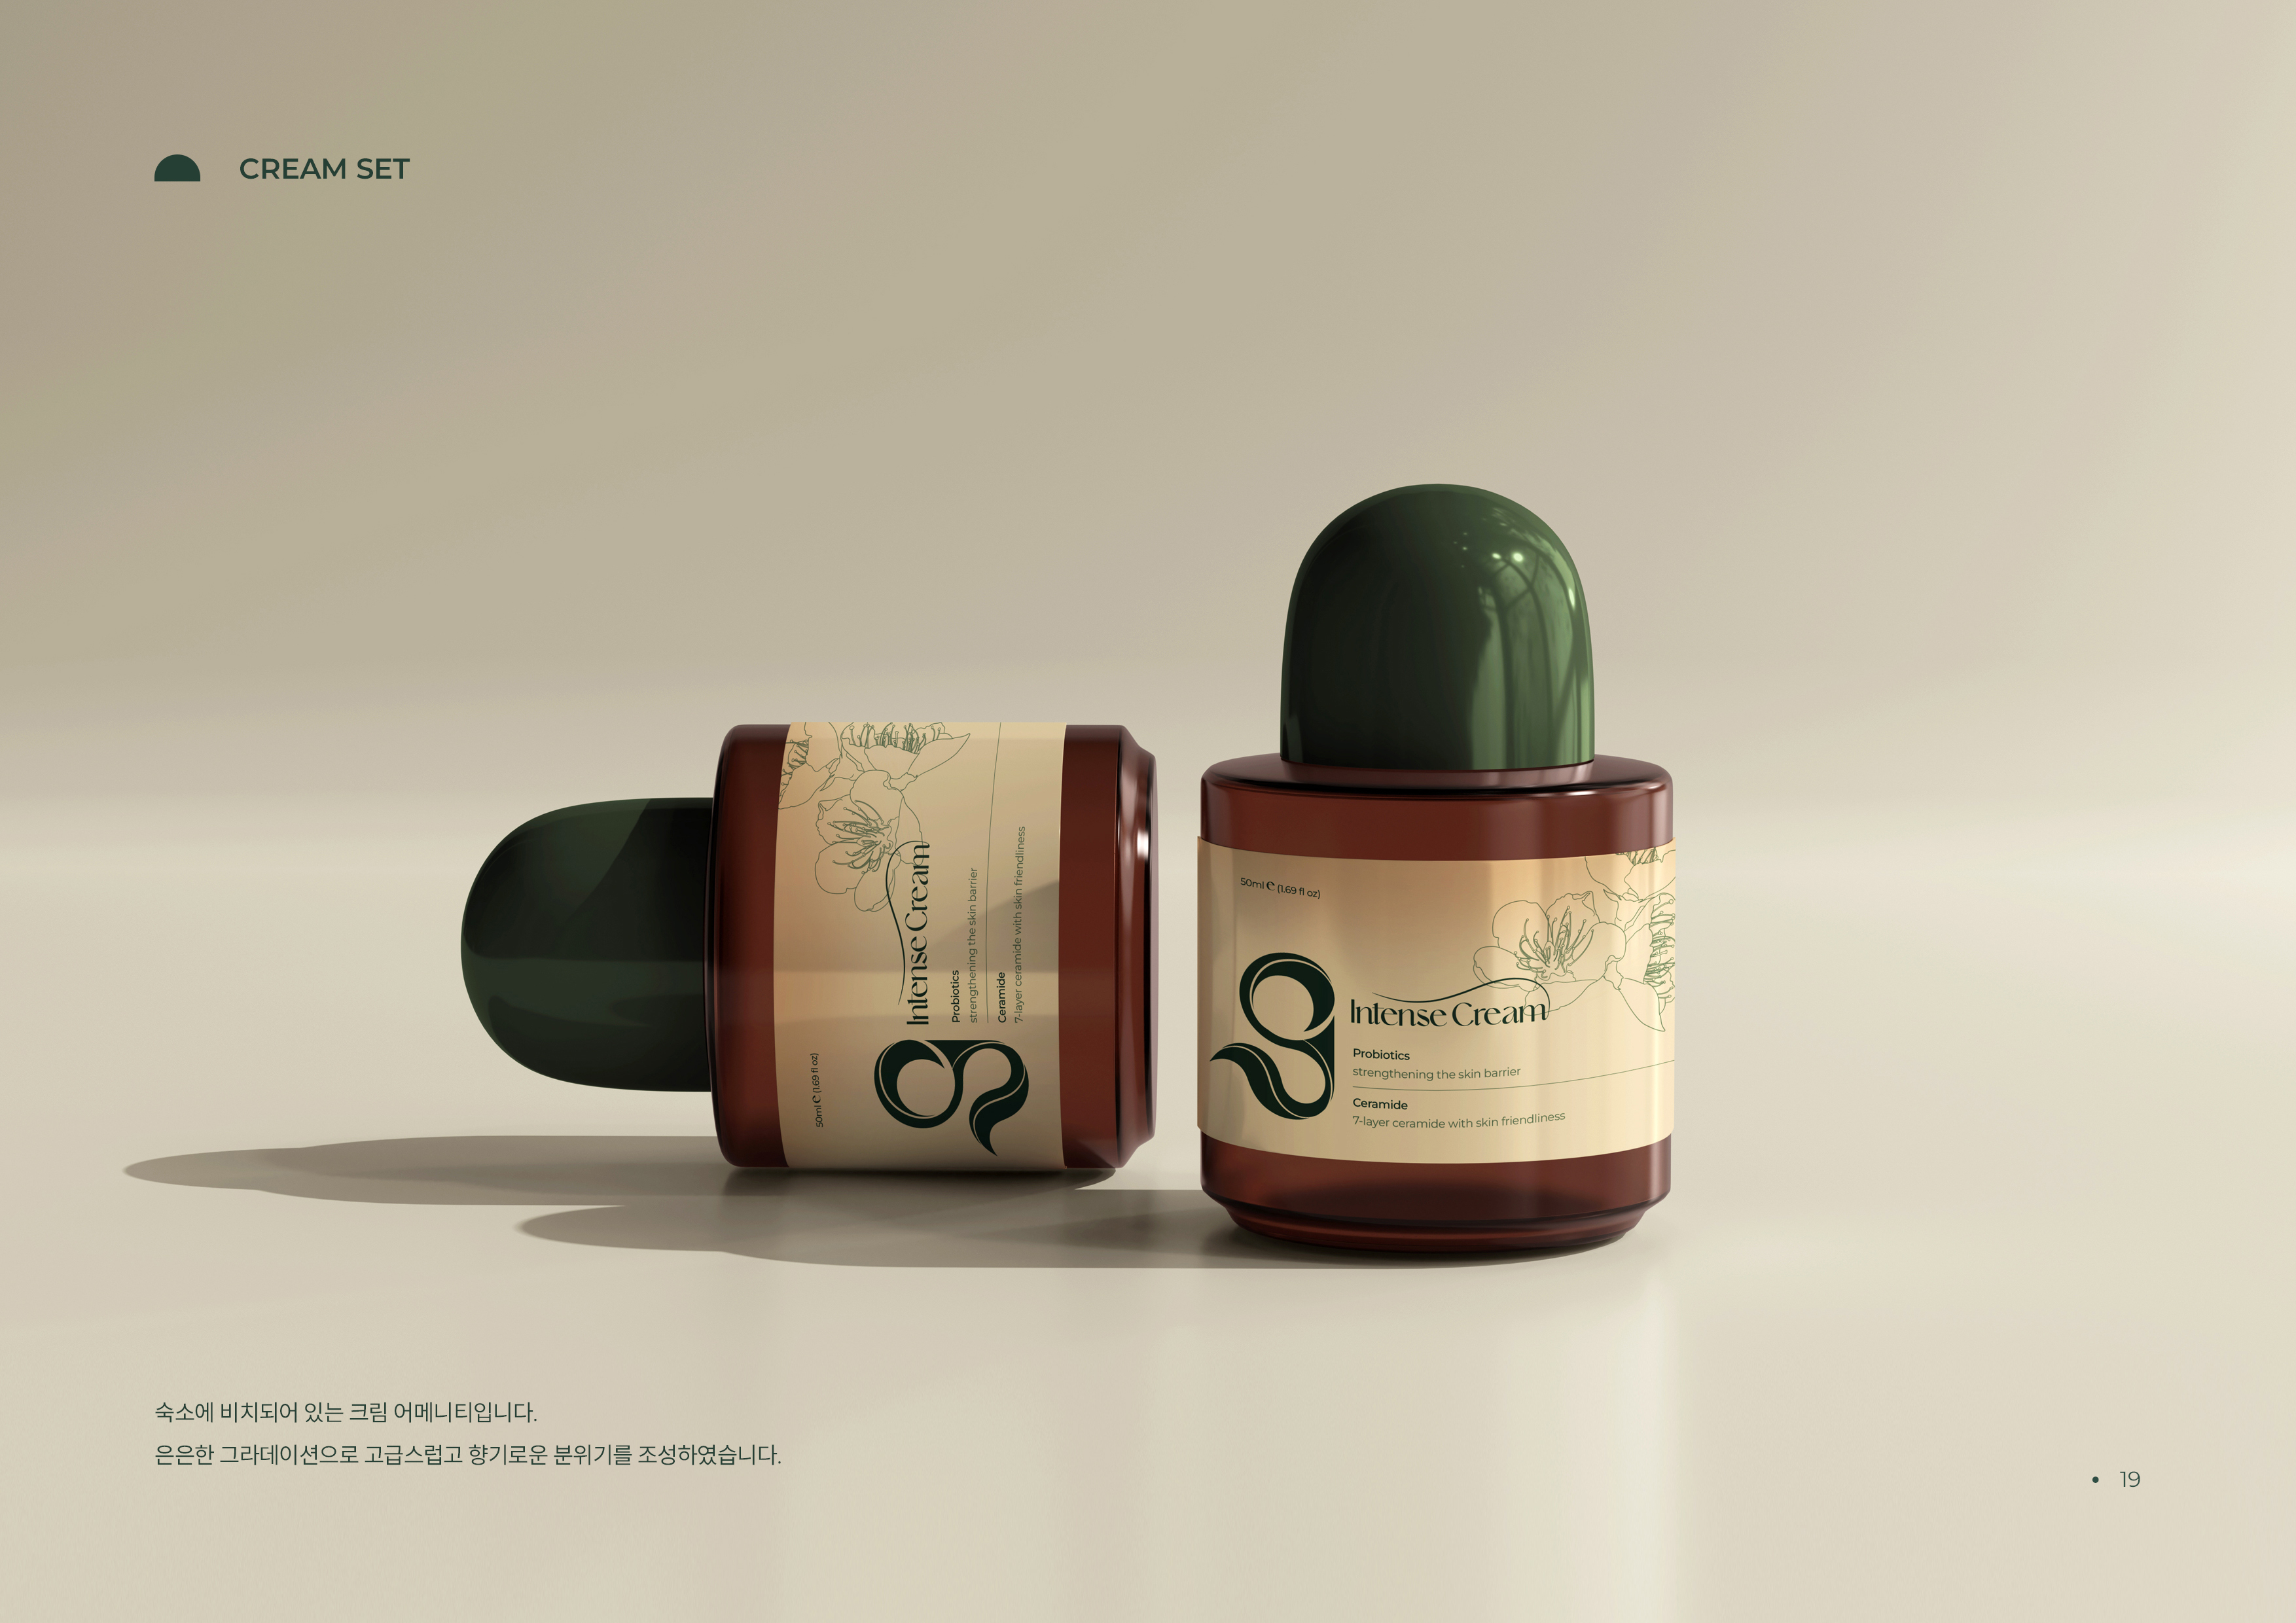 CREAM SET
50ml ℮ (1.69 fl oz)
Intense Cream
Probiotics
strengthening the skin barrier
Ceramide
7-layer ceramide with skin friendliness
50ml ℮ (1.69 fl oz)
g
Intense Cream
Probiotics
strengthening the skin barrier
Ceramide
7-layer ceramide with skin friendliness
g
숙소에 비치되어 있는 크림 어메니티입니다.
은은한 그라데이션으로 고급스럽고 향기로운 분위기를 조성하였습니다.
• 19